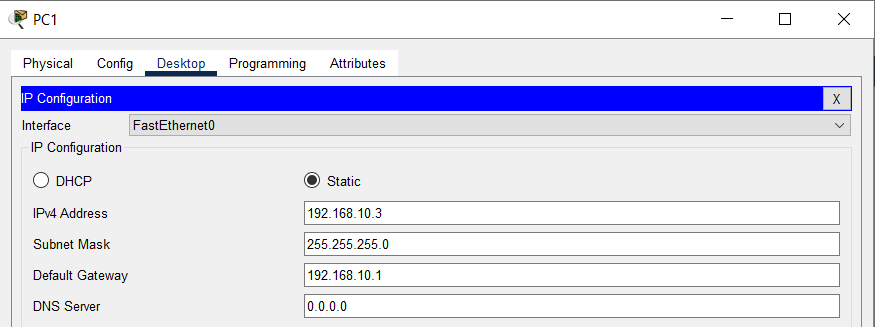 PC1
Physical Config Desktop Programming Attributes
IP Configuration X
Interface FastEthernet0
IP Configuration
DHCP Static
IPv4 Address 192.168.10.3
Subnet Mask 255.255.255.0
Default Gateway 192.168.10.1
DNS Server 0.0.0.0